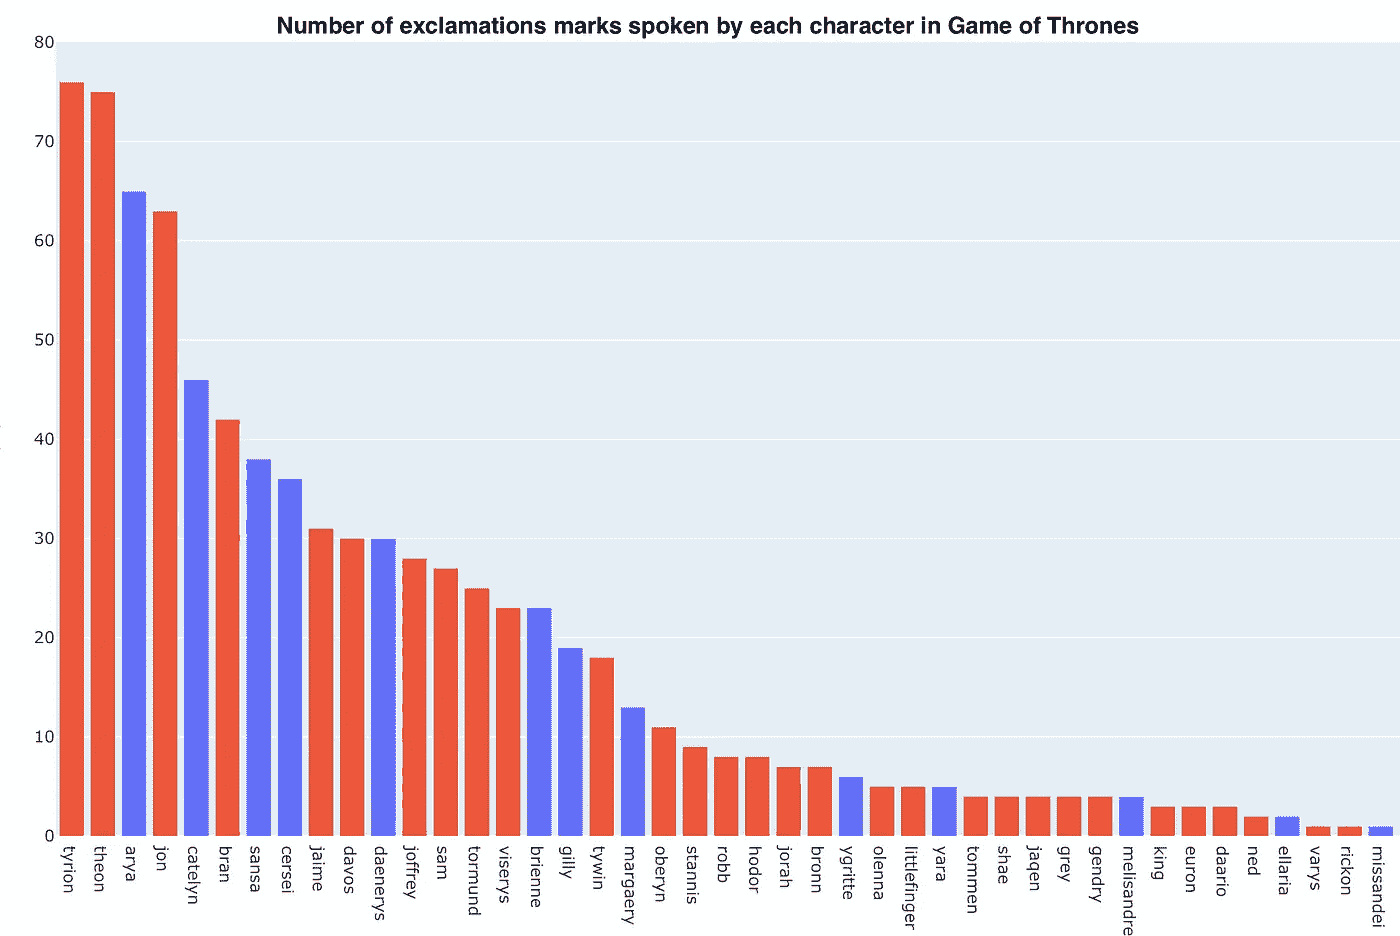 Number of exclamations marks spoken by each character in Game of Thrones
80
70
60
50
40
30
20
10
0
tyrion
theon
arya
jon
catelyn
bran
sansa
cersei
jaime
davos
daenerys
joffrey
sam
tormund
viserys
brienne
gilly
tywin
margaery
oberyn
stannis
robb
hodor
jorah
bronn
ygritte
olenna
littlefinger
yara
tommen
shae
jaqen
grey
gendry
melisandre
king
euron
daario
ned
ellaria
varys
rickon
missandei